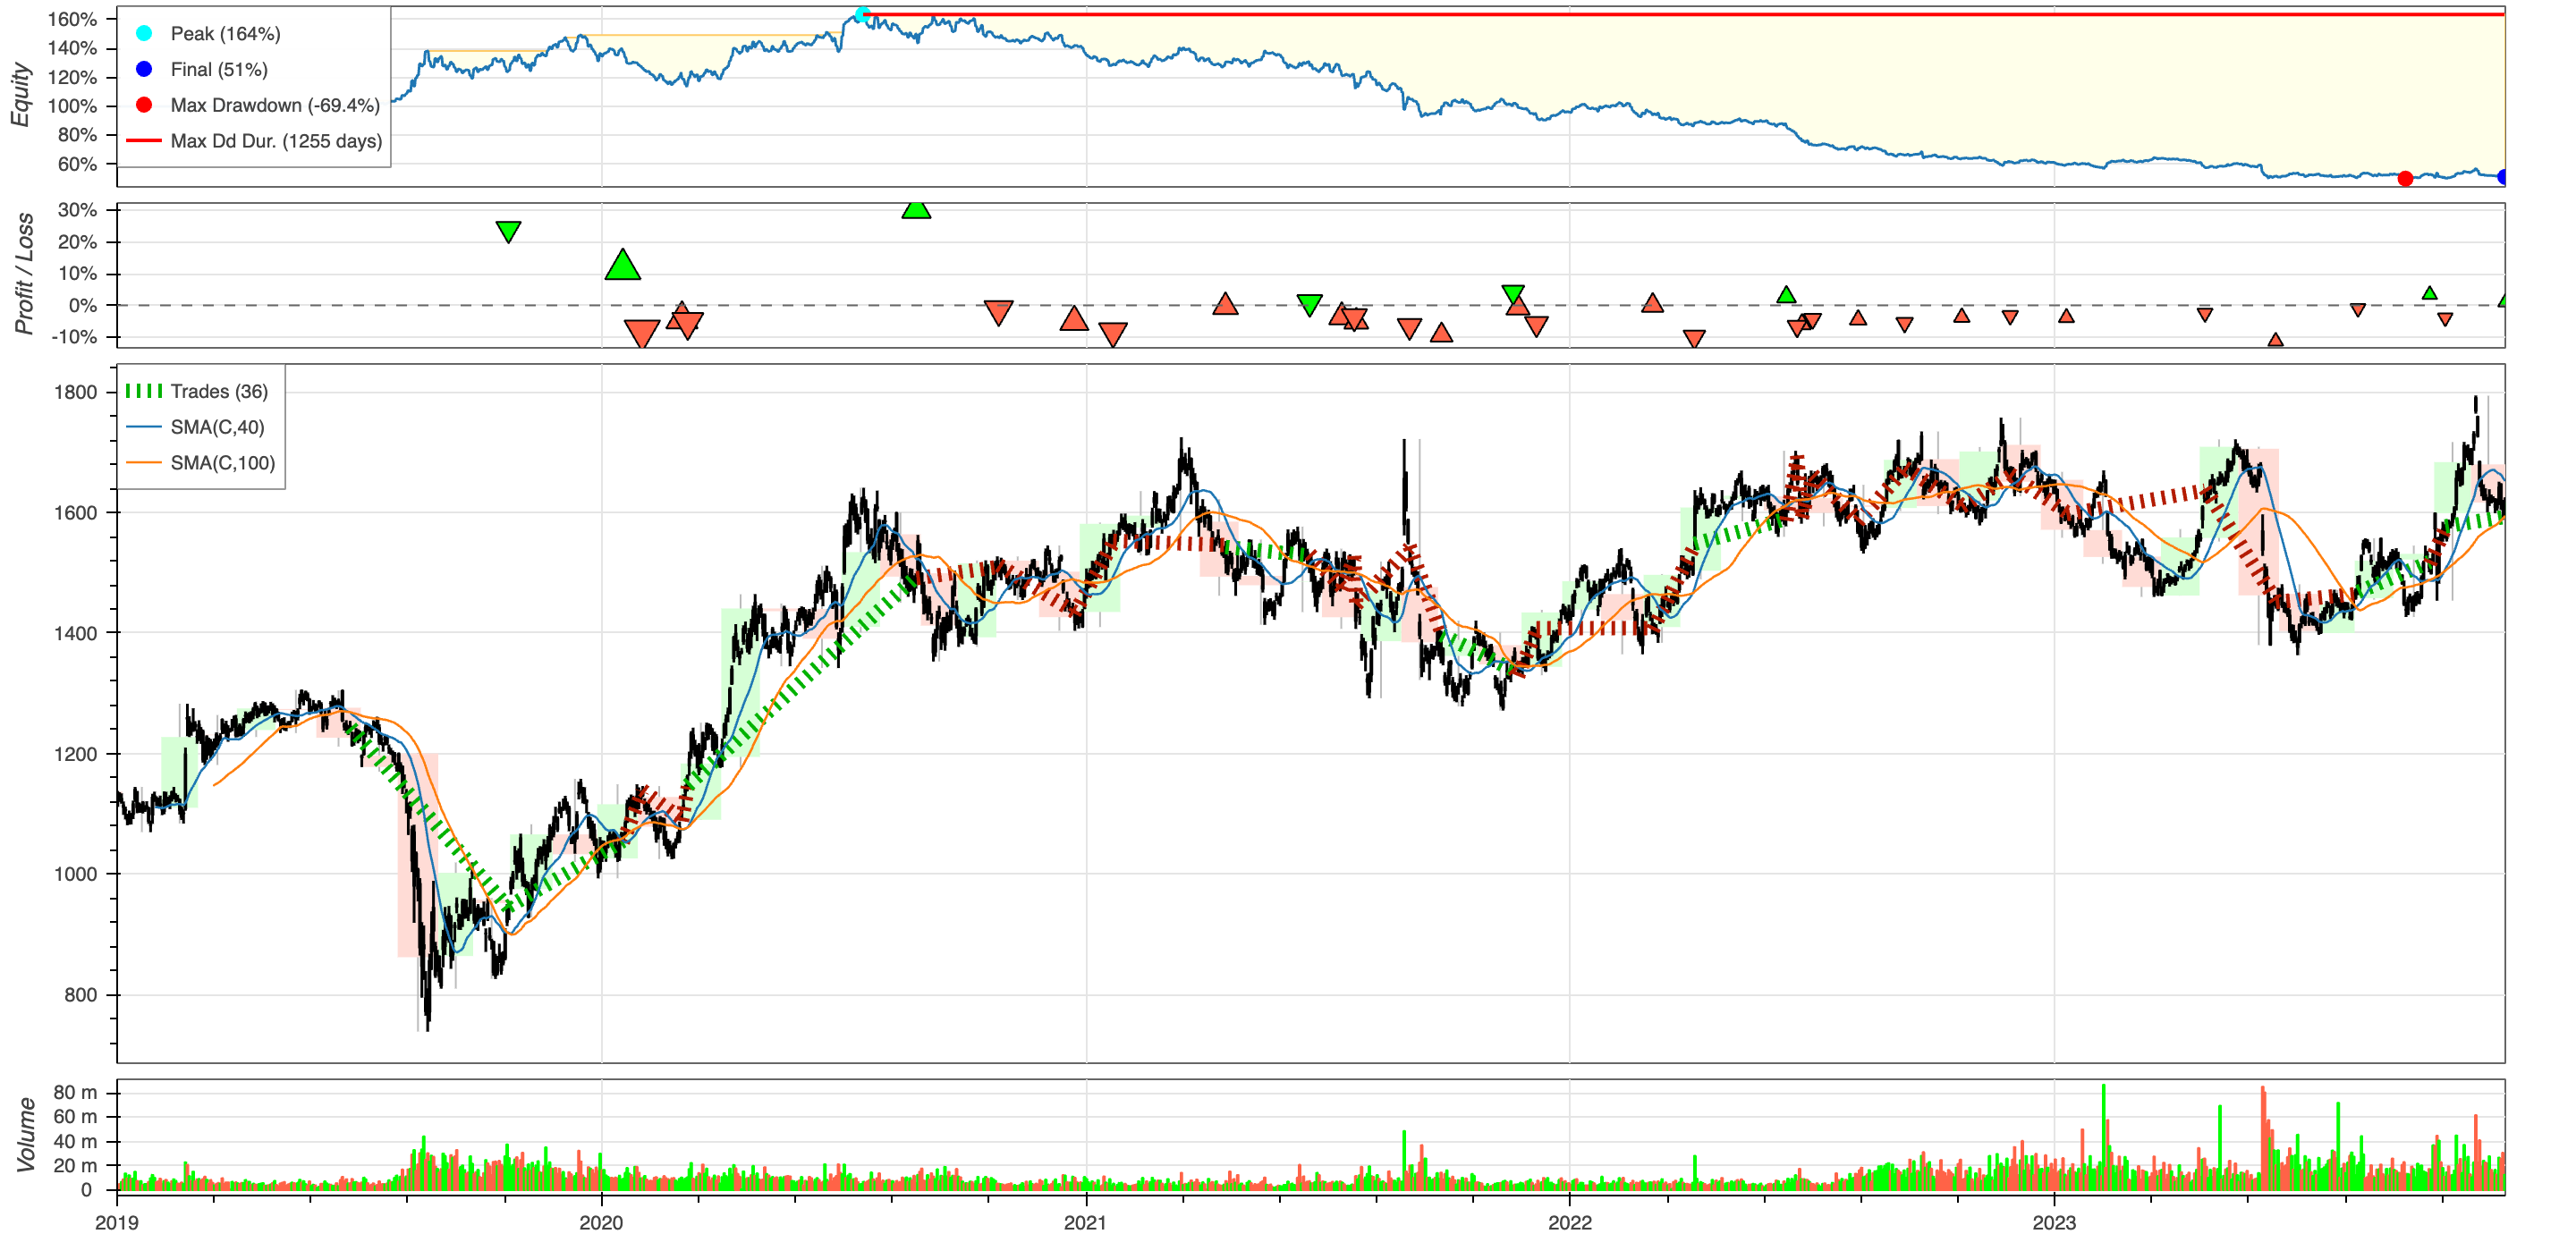 Equity
160%
140%
120%
100%
80%
60%
Peak (164%)
Final (51%)
Max Drawdown (-69.4%)
Max Dd Dur. (1255 days)
Profit / Loss
30%
20%
10%
0%
-10%
1800
1600
1400
1200
1000
800
Trades (36)
SMA(C,40)
SMA(C,100)
Volume
80 m
60 m
40 m
20 m
0
2019 2020 2021 2022 2023